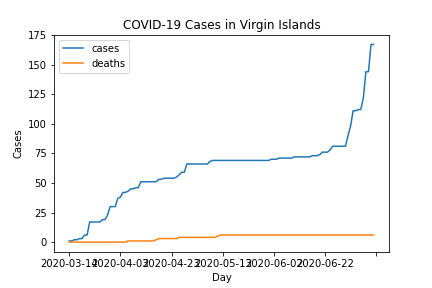 COVID-19 Cases in Virgin Islands
cases
deaths
175
150
125
100
75
50
25
0
Cases
2020-03-14 2020-04-03 2020-04-23 2020-05-13 2020-06-02 2020-06-22
Day